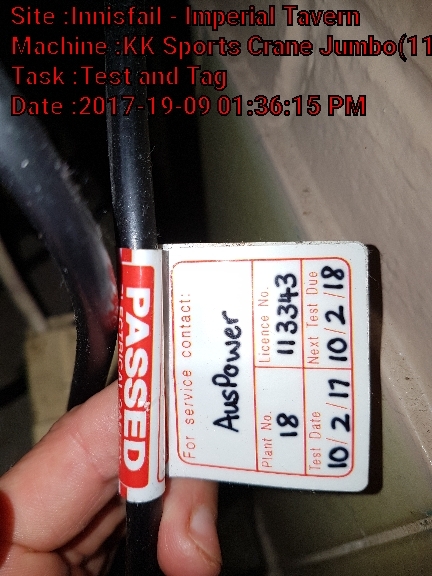 Site :Innisfail - Imperial Tavern
Machine :KK Sports Crane Jumbo(11
Task :Test and Tag
Date :2017-19-09 01:36:15 PM
PASSED
For service contact:
AusPower
Plant No.
18
Licence No.
113343
Test Date
10/2/17
Next Test Due
10/2/18